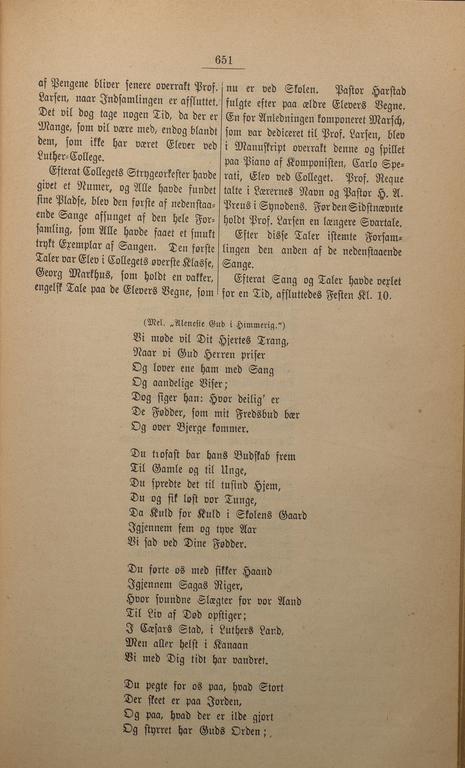 651
af Pengene bliver senere overrakt Prof.
Larsen, naar Indsamlingen er affluttet.
Det vil dog tage nogen Tid, da der er
Mange, som vil være med, endog blandt
dem, som ikke har været Elever ved
Luther-College.
Efterat Collegets Strygeorkester havde
givet et Numer, og Alle havde fundet
sine Pladse, blev den første af nedenstaa-
ende Sange afsunget af den hele For-
samling, som Alle havde faaet et smukt
trykt Exemplar af Sangen. Den første
Taler var Elev i Collegets øverste Klasse,
Georg Markhus, som holdt en vakker,
engelsk Tale paa de Elevers Vegne, som
nu er ved Skolen. Pastor Harstad
fulgte efter paa ældre Elevers Vegne.
En for Anledningen komponeret Marsch,
som var dediceret til Prof. Larsen, blev
i Manuskript overrakt denne og spillet
paa Piano af Komponisten, Carlo Spe-
rati, Elev ved Colleget. Prof. Reque
talte i Lærernes Navn og Pastor H. A.
Preus i Synodens. For den Sidstnævnte
holdt Prof. Larsen en længere Svartale.
Efter disse Taler istemte Forsam-
lingen den anden af de nedenstaaende
Sange.
Efterat Sang og Taler havde vexlet
for en Tid, affluttedes Festen Kl. 10.
(Mel. „Aleneste Gud i Himmerig.“)
Vi møde vil Dit Hjertes Trang,
Naar vi Gud Herren priser
Og lover ene ham med Sang
Og aandelige Viser;
Dog siger han: Hvor deilig' er
De Fødder, som mit Fredsbud bær
Og over Bjerge kommer.
Du trofast bar hans Budskab frem
Til Gamle og til Unge,
Du spredte det til tusind Hjem,
Du og fik løst vor Tunge,
Da Kuld for Kuld i Skolens Gaard
Igjennem fem og tyve Aar
Vi sad ved Dine Fødder.
Du førte os med sikker Haand
Igjennem Sagas Riger,
Hvor svundne Slægter for vor Aand
Til Liv af Død opstiger;
I Cæsars Stad, i Luthers Land,
Men aller helst i Kanaan
Vi med Dig tidt har vandret.
Du pegte for os paa, hvad Stort
Der skeet er paa Jorden,
Og paa, hvad der er ilde gjort
Og styrret har Guds Orden;